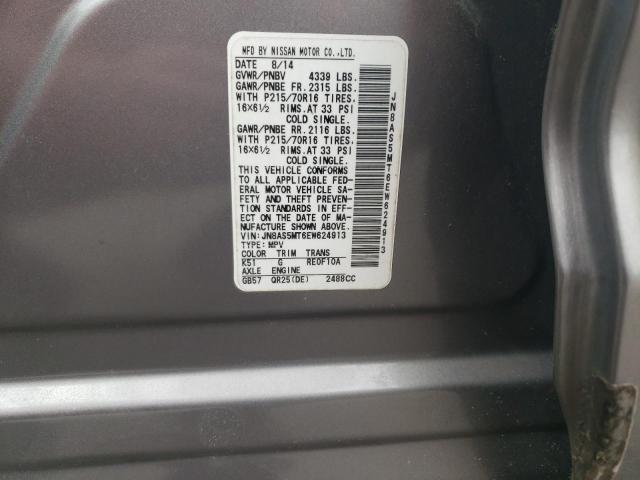 MFD BY NISSAN MOTOR CO.,LTD.
DATE 8/14
GVWR/PNBV 4339 LBS.
GAWR/PNBE FR. 2315 LBS.
WITH P215/70R16 TIRES,
16×6½ RIMS.AT 33 PSI
COLD SINGLE.
GAWR/PNBE RR. 2116 LBS.
WITH P215/70R16 TIRES,
16×6½ RIMS.AT 33 PSI
COLD SINGLE.
THIS VEHICLE CONFORMS
TO ALL APPLICABLE FED-
ERAL MOTOR VEHICLE SA-
FETY AND THEFT PREVEN-
TION STANDARDS IN EFF-
ECT ON THE DATE OF MA-
NUFACTURE SHOWN ABOVE.
VIN:JN8AS5MT6EW624913
TYPE:MPV
COLOR TRIM TRANS
K51 G RE0F10A
AXLE ENGINE
GB57 QR25(DE) 2488CC
JN8AS5MT6EW624913